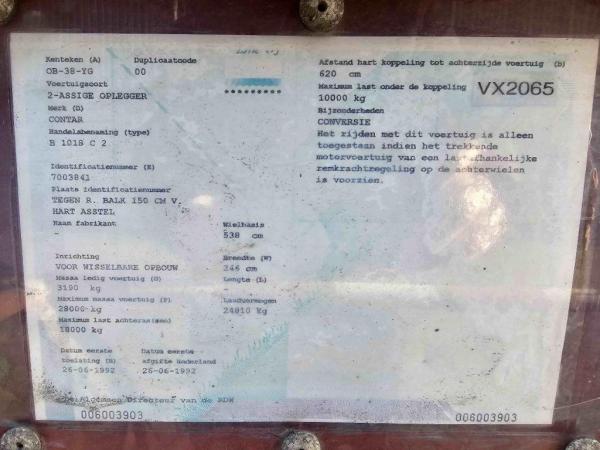 Kenteken (A) Duplicaatcode
OB-38-YG 00
Voertuigsoort
2-ASSIGE OPLEGGER
Merk (D)
CONTAR
Handelsbenaming (type)
B 1018 C 2
Identificatienummer (E)
7003841
Plaats identificatienummer
TEGEN R. BALK 150 CM V.
HART ASSTEL
Naam fabrikant Wielbasis
- 538 cm
Inrichting Breedte (W)
VOOR WISSELBARE OPBOUW 246 cm
Massa ledig voertuig (G) Lengte (L)
3190 kg -
Maximum massa voertuig (F) Laadvermogen
28000 kg 24810 kg
Maximum last achteras(sen)
18000 kg
Datum eerste Datum eerste
toelating (B) afgifte Nederland
26-06-1992 26-06-1992
Algemeen Directeur van de RDW
006003903
Afstand hart koppeling tot achterzijde voertuig (b)
620 cm
Maximum last onder de koppeling
10000 kg
VX2065
Bijzonderheden
CONVERSIE
Het rijden met dit voertuig is alleen
toegestaan indien het trekkende
motorvoertuig van een lastafhankelijke
remkrachtregeling op de achterwielen
is voorzien.
006003903